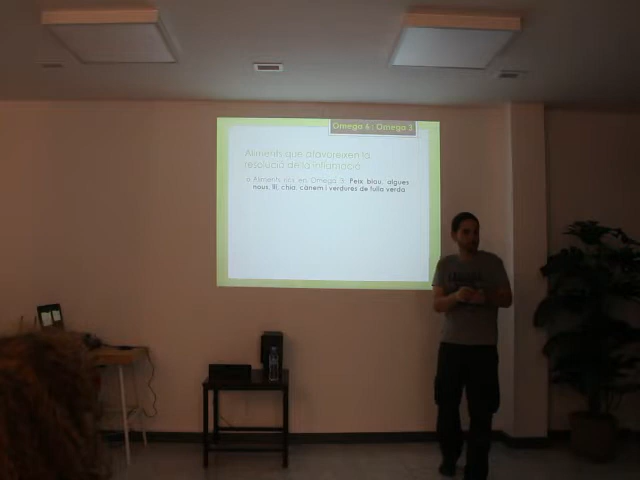 Omega 6 : Omega 3
Aliments que afavoreixen la
resolució de la inflamació
Aliments rics en Omega 3: Peix blau, algues
nous, lli, chia, cànem i verdures de fulla verda